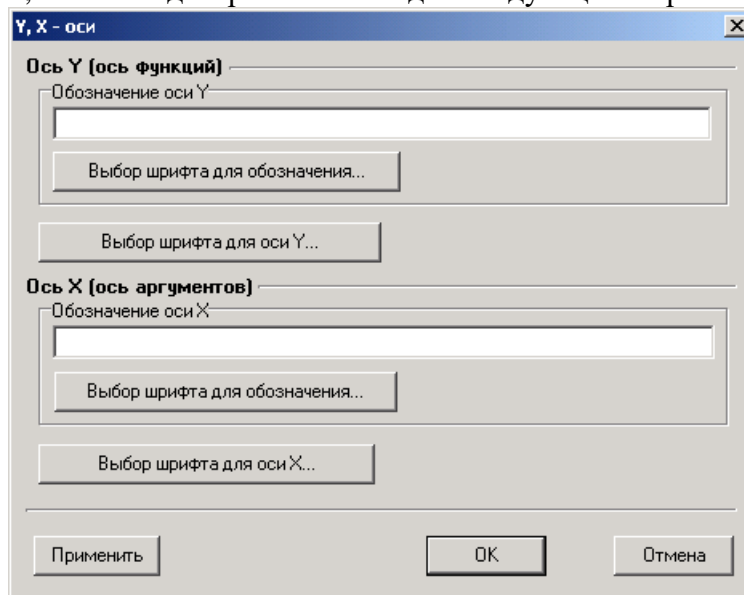 Y, X - оси
Ось Y (ось функций)
Обозначение оси Y
Выбор шрифта для обозначения...
Выбор шрифта для оси Y...
Ось X (ось аргументов)
Обозначение оси X
Выбор шрифта для обозначения...
Выбор шрифта для оси X...
Применить OK Отмена